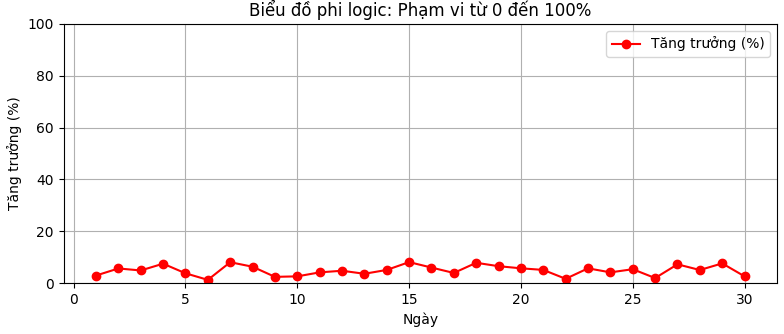 Biểu đồ phi logic: Phạm vi từ 0 đến 100%
Tăng trưởng (%)
Tăng trưởng (%)
100
80
60
40
20
0
0 5 10 15 20 25 30
Ngày